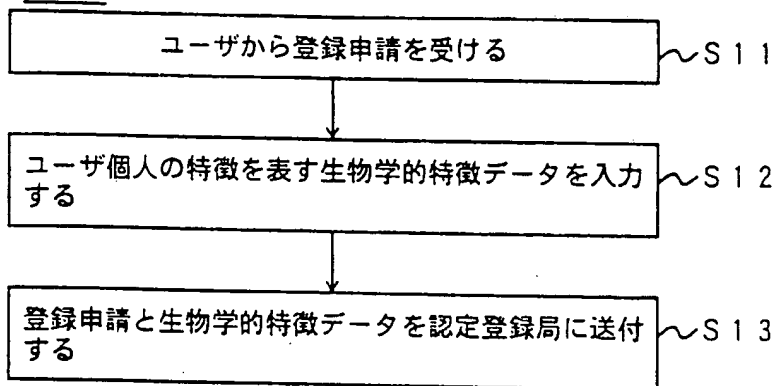 ユーザから登録申請を受ける
S11
ユーザ個人の特徴を表す生物学的特徴データを入力
する
S12
登録申請と生物学的特徴データを認定登録局に送付
する
S13